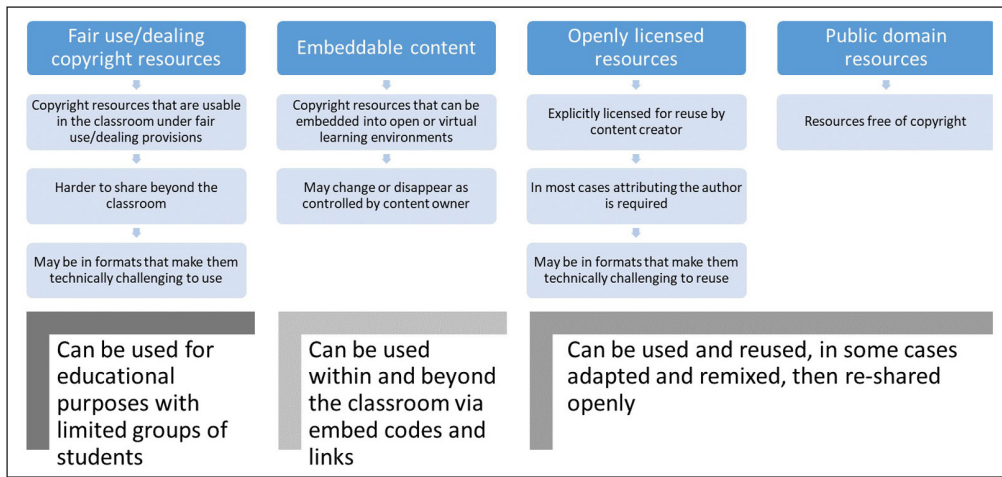 Fair use/dealing
copyright resources
Copyright resources that are usable
in the classroom under fair
use/dealing provisions
Harder to share beyond the
classroom
May be in formats that make them
technically challenging to use
Can be used for
educational
purposes with
limited groups of
students
Embeddable content
Copyright resources that can be
embedded into open or virtual
learning environments
May change or disappear as
controlled by content owner
Can be used
within and beyond
the classroom via
embed codes and
links
Openly licensed
resources
Explicitly licensed for reuse by
content creator
In most cases attributing the author
is required
May be in formats that make them
technically challenging to reuse
Public domain
resources
Resources free of copyright
Can be used and reused, in some cases
adapted and remixed, then re-shared
openly